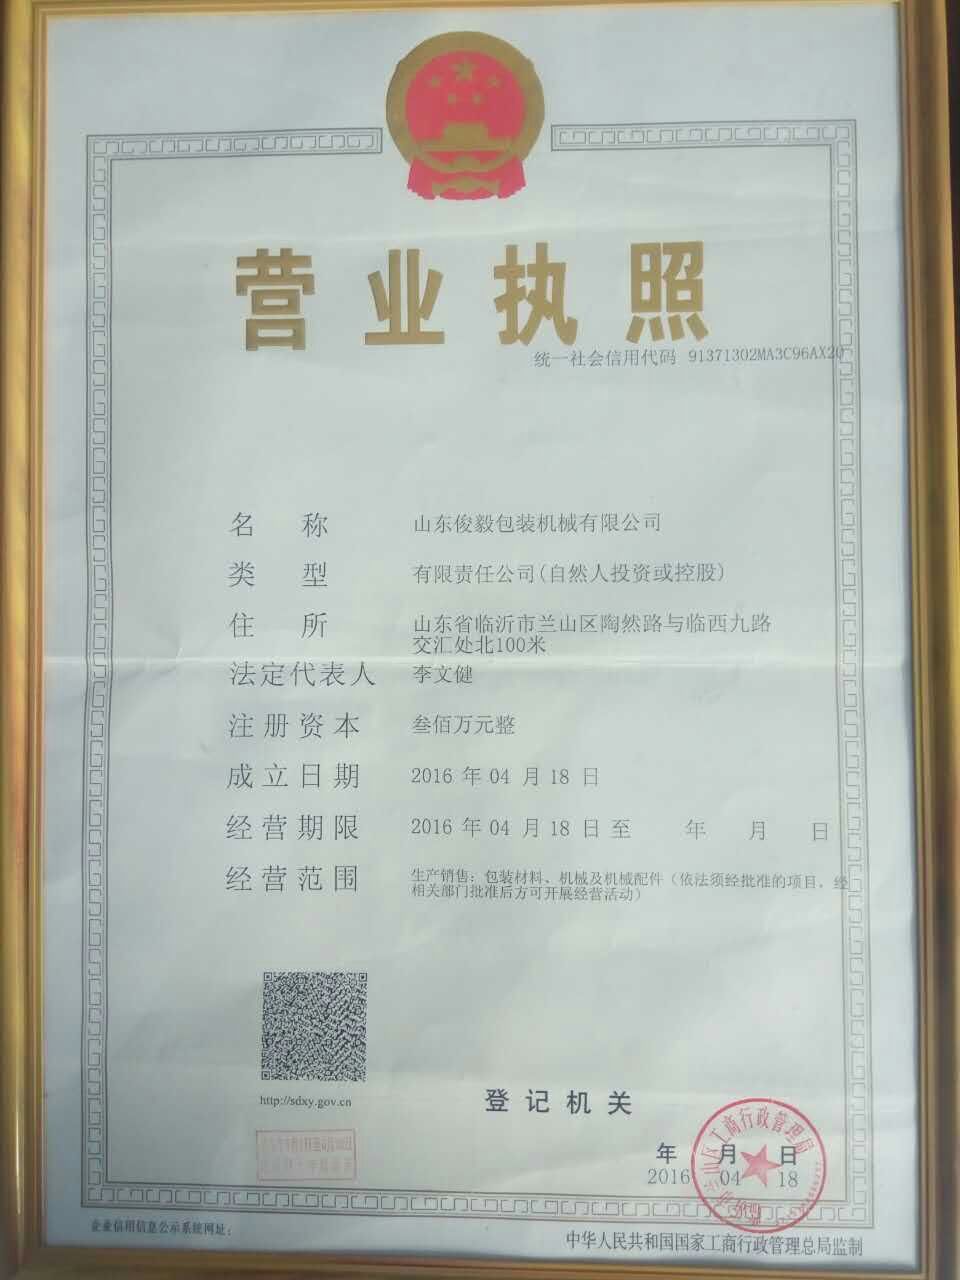 营业执照
统一社会信用代码 91371302MA3C96AX2Q
名称 山东俊毅包装机械有限公司
类型 有限责任公司(自然人投资或控股)
住所 山东省临沂市兰山区陶然路与临西九路
交汇处北100米
法定代表人 李文健
注册资本 叁佰万元整
成立日期 2016 年 04 月 18 日
经营期限 2016 年 04 月 18 日 至 年 月 日
经营范围 生产销售：包装材料、机械及机械配件（依法须经批准的项目，经
相关部门批准后方可开展经营活动）
http://sdxy.gov.cn
登记机关
年 月 日
2016 04 18
山区工商行政管理局
企业信用信息公示系统网址：
中华人民共和国国家工商行政管理总局监制